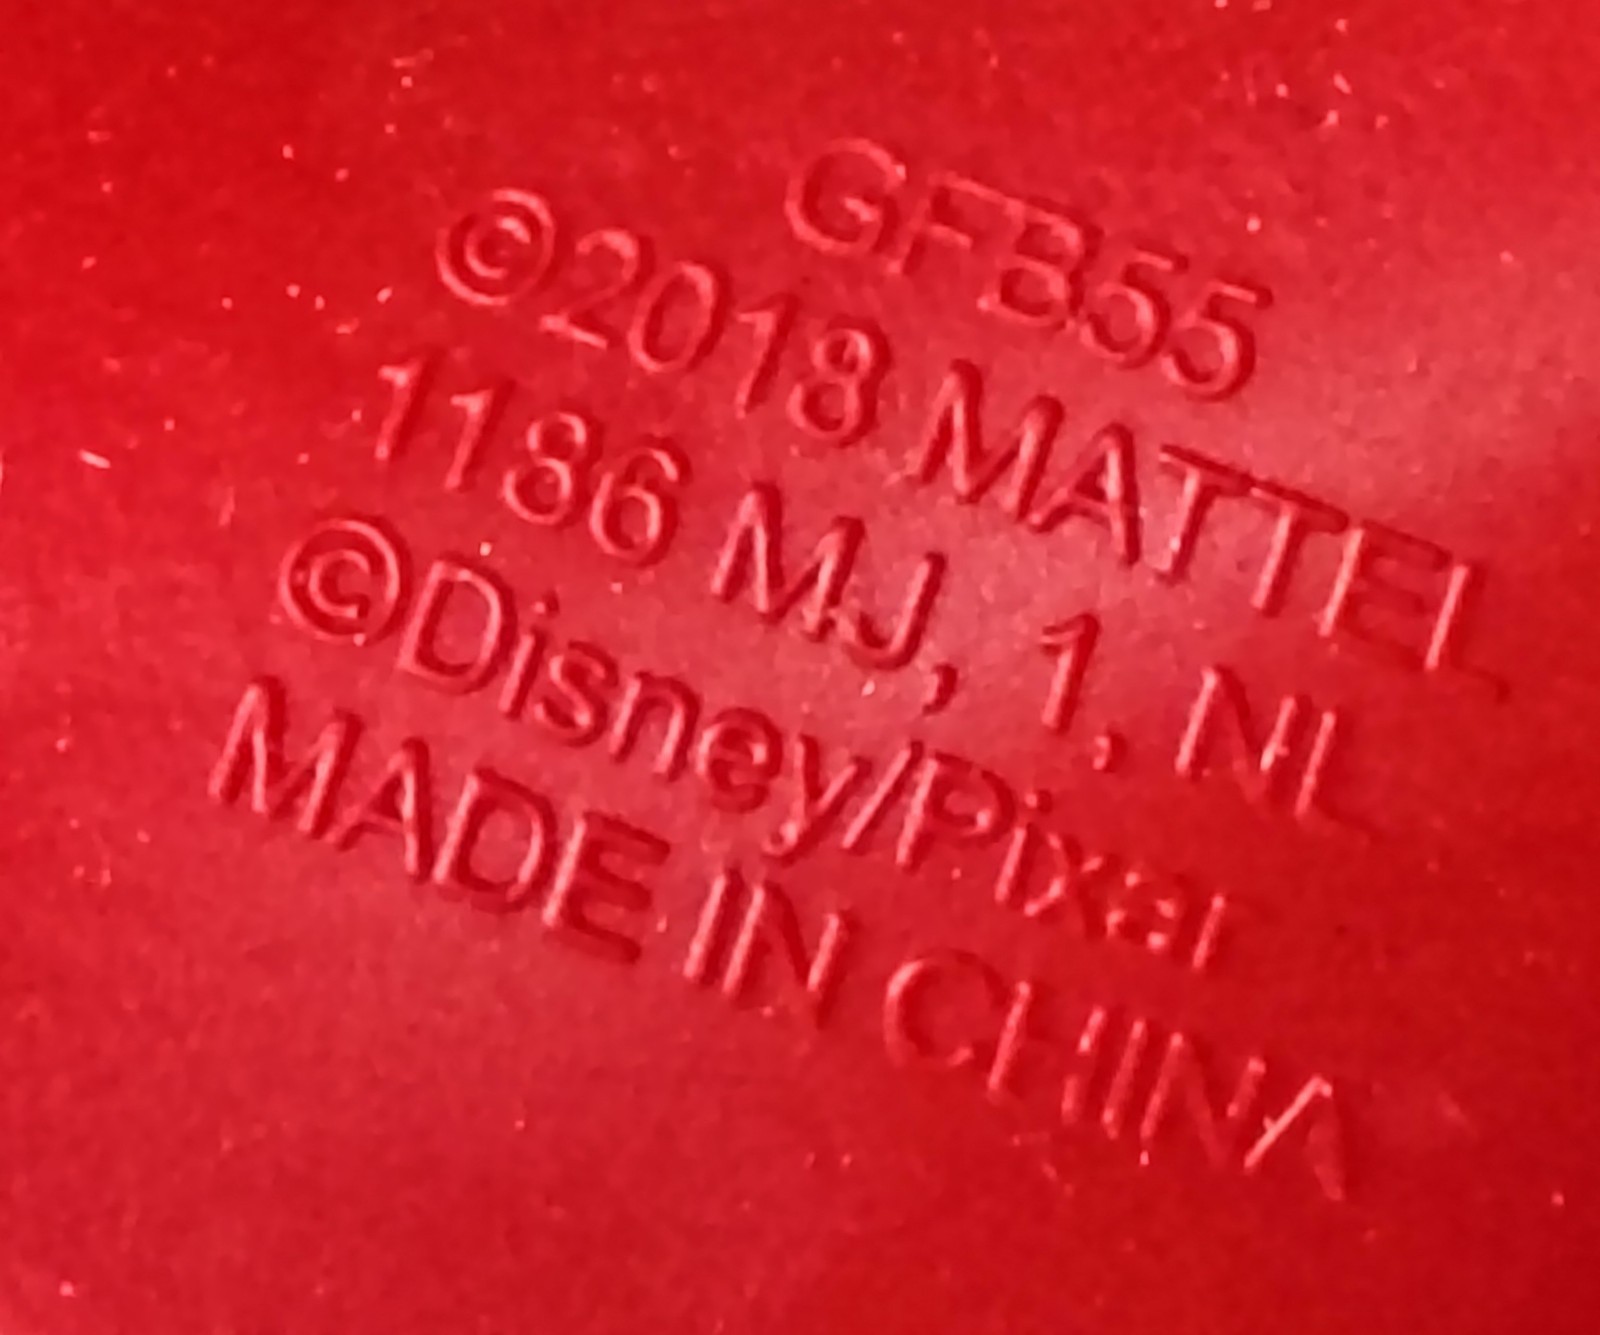 GFB55
©2018 MATTEL
1186 MJ, 1, NL
©Disney/Pixar
MADE IN CHINA